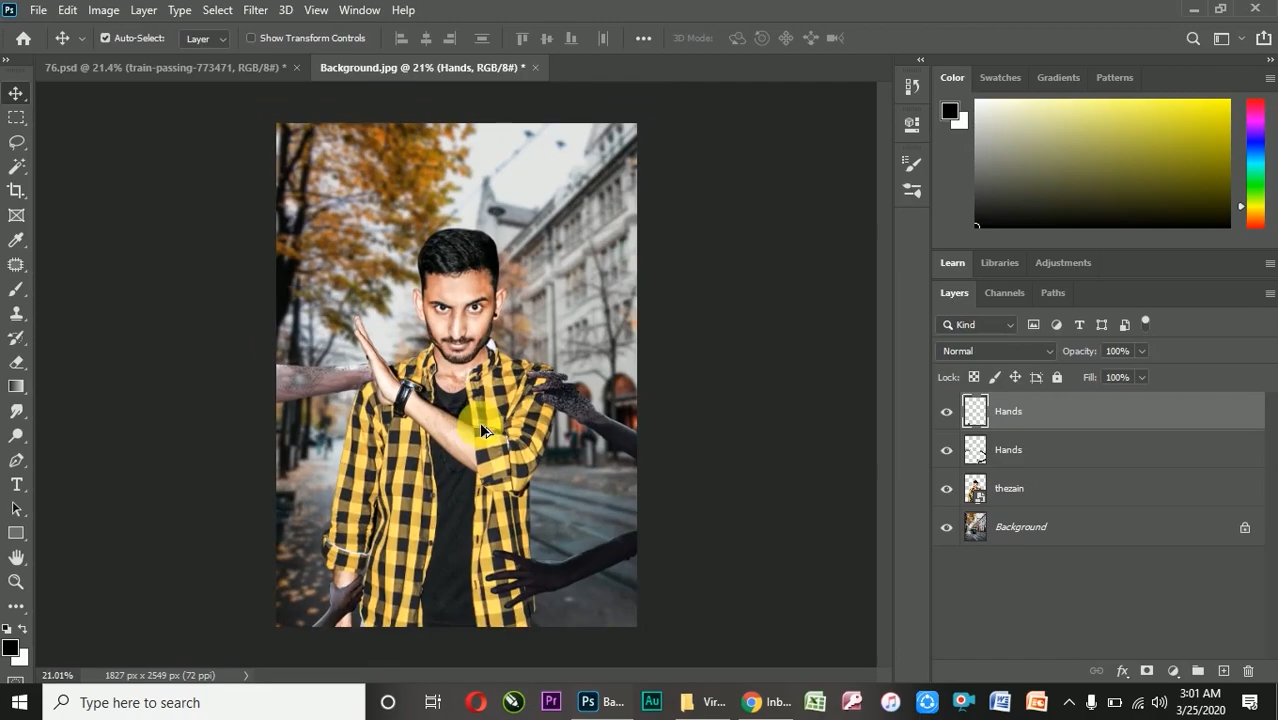 Ps File Edit Image Layer Type Select Filter 3D View Window Help
Auto-Select: Layer Show Transform Controls 3D Mode:
76.psd @ 21.4% (train-passing-773471, RGB/8#) * Background.jpg @ 21% (Hands, RGB/8#) *
Color Swatches Gradients Patterns
Learn Libraries Adjustments
Layers Channels Paths
Kind
Normal Opacity: 100%
Lock: Fill: 100%
Hands
Hands
thezain
Background
21.01% 1827 px x 2549 px (72 ppi)
Type here to search Pr Ps Ba... Au Vir... Inb... 3:01 AM
3/25/2020